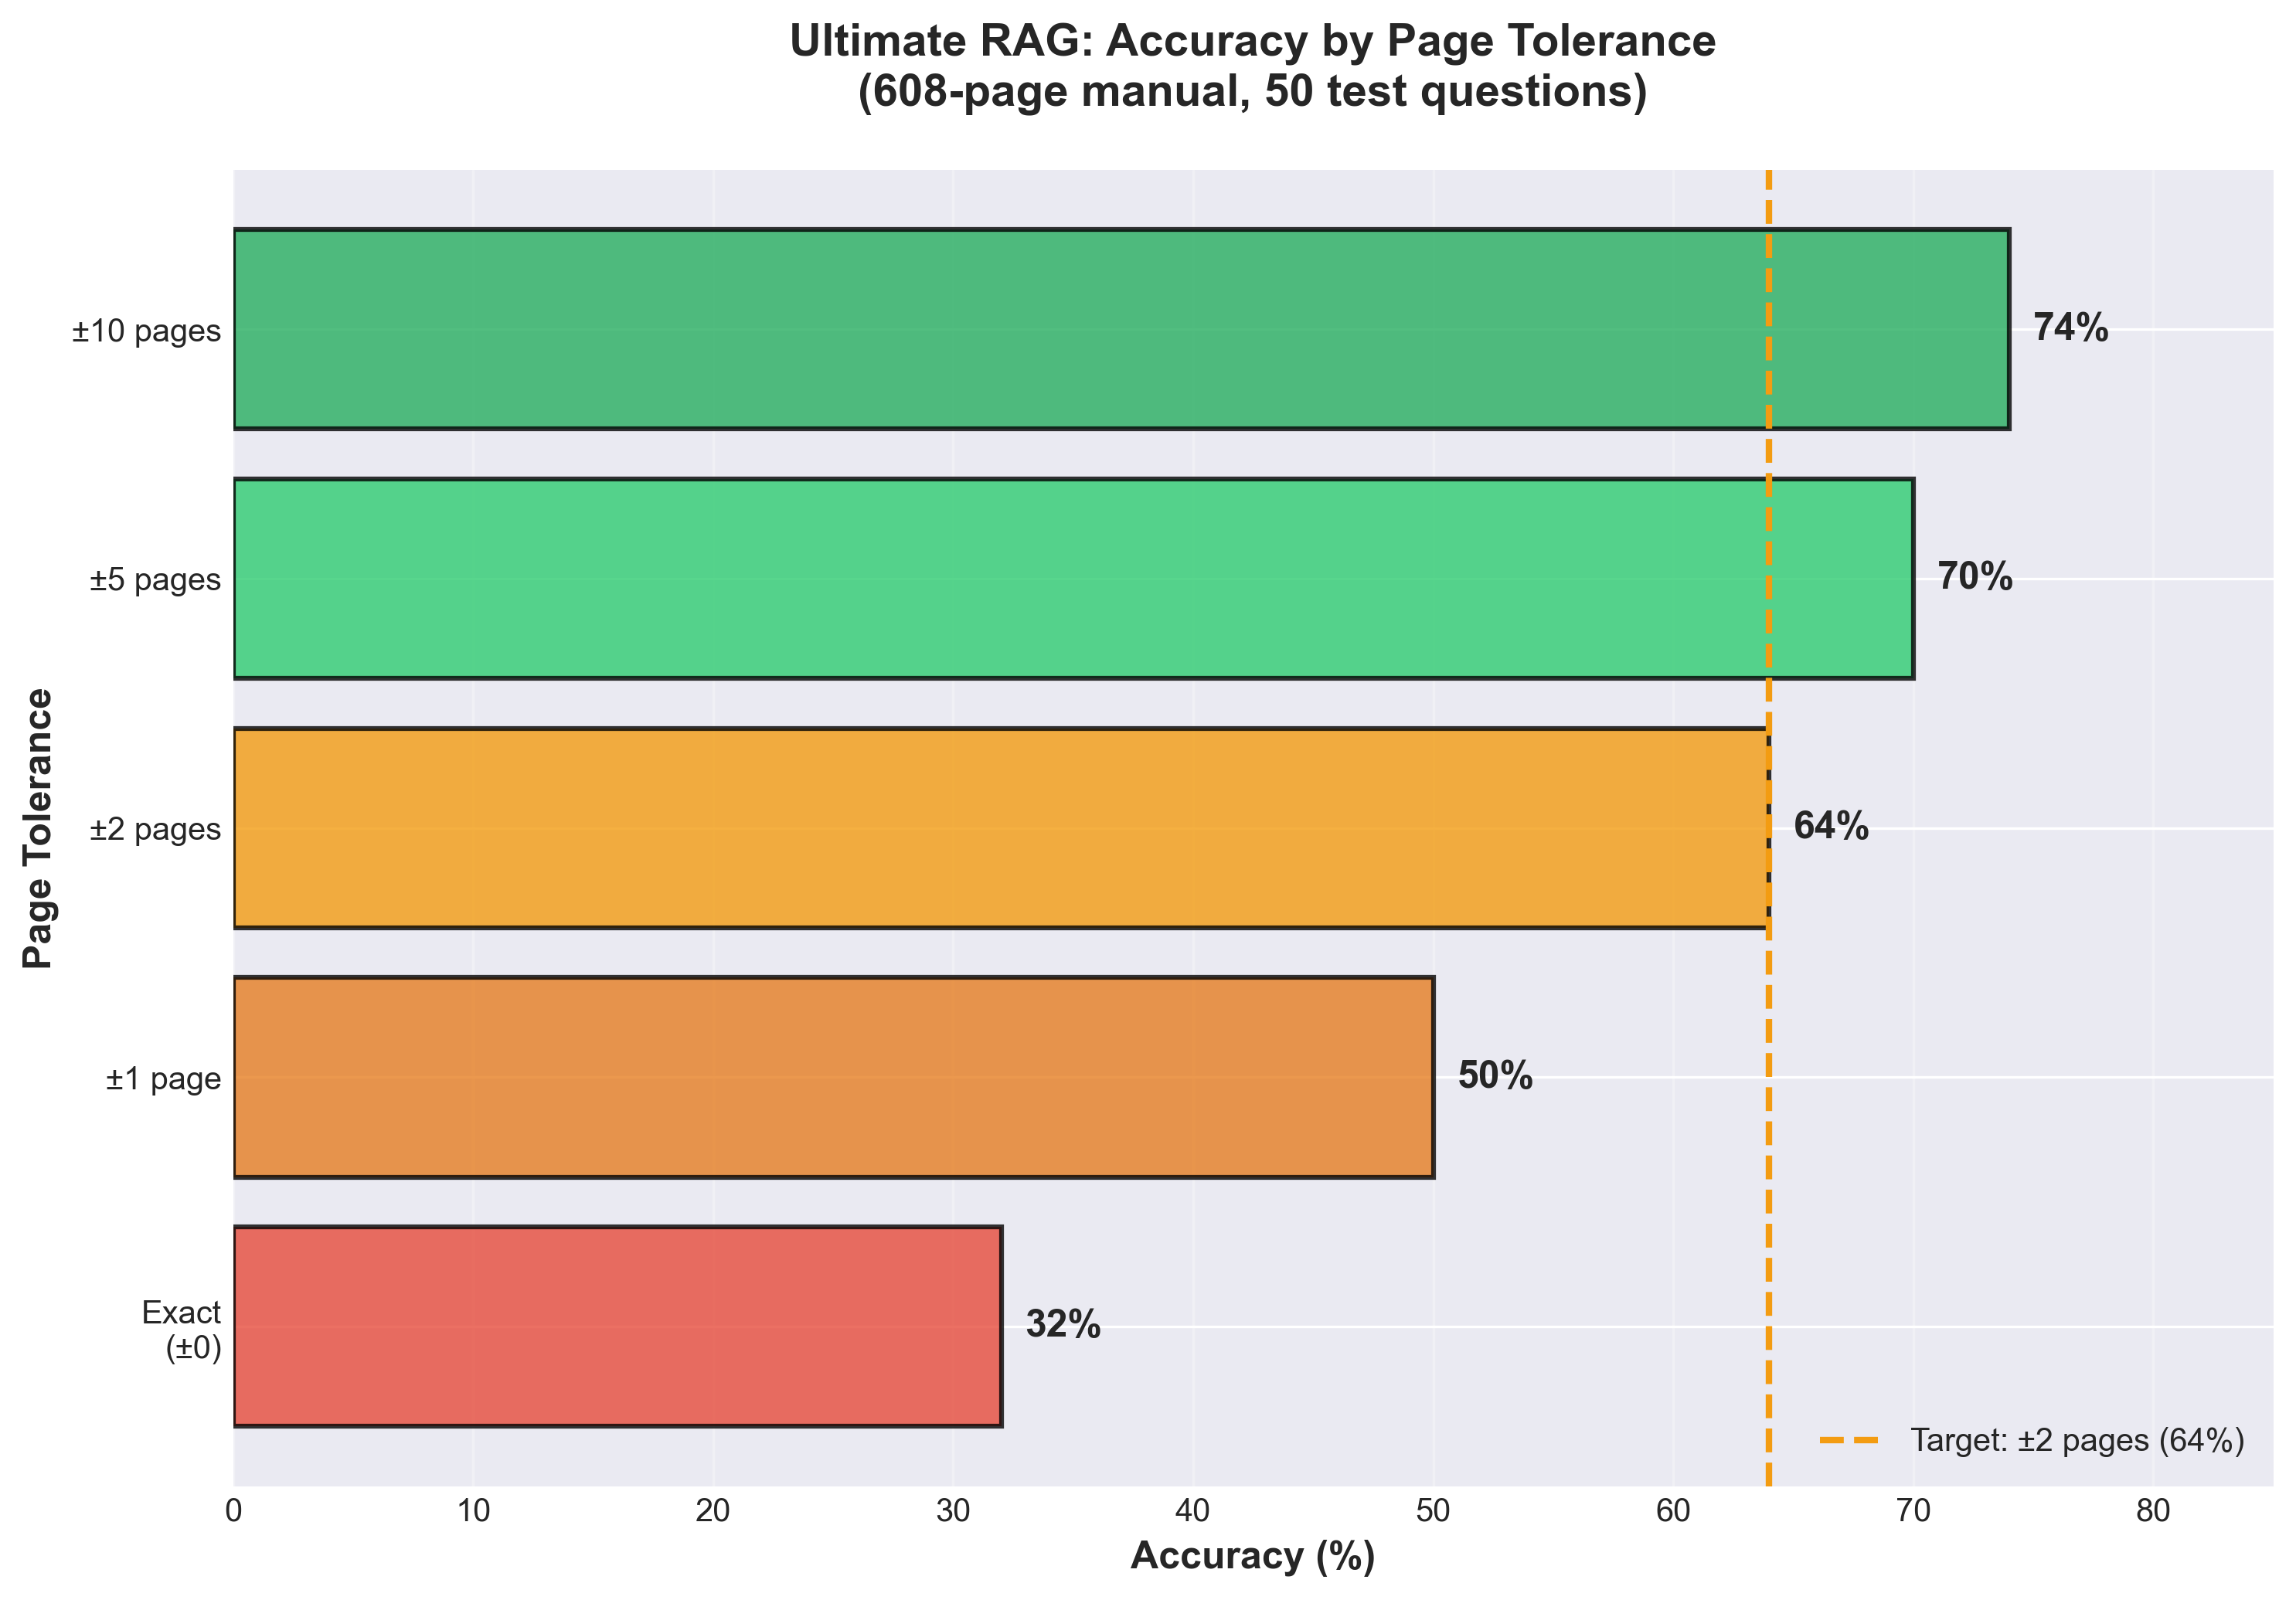 Ultimate RAG: Accuracy by Page Tolerance
(608-page manual, 50 test questions)
Page Tolerance
±10 pages
74%
±5 pages
70%
±2 pages
64%
±1 page
50%
Exact
(±0)
32%
Target: ±2 pages (64%)
0 10 20 30 40 50 60 70 80
Accuracy (%)